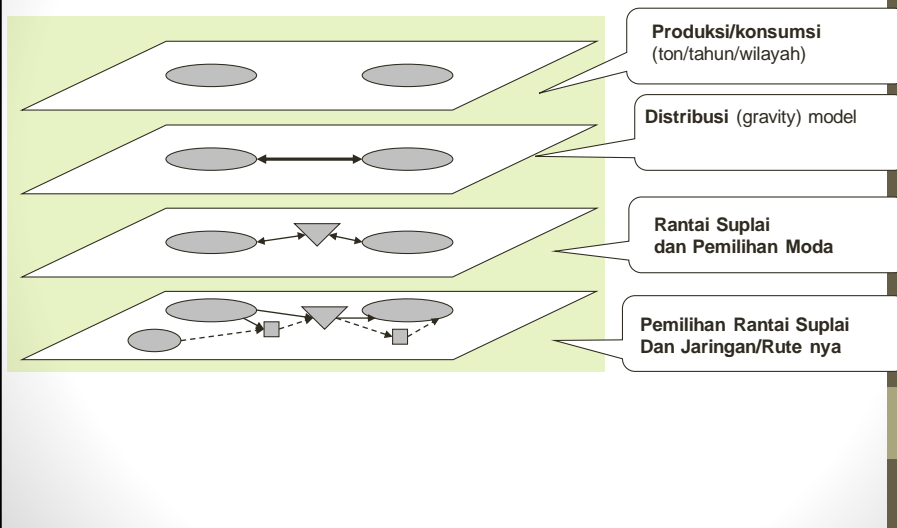 Produksi/konsumsi
(ton/tahun/wilayah)
Distribusi (gravity) model
Rantai Suplai
dan Pemilihan Moda
Pemilihan Rantai Suplai
Dan Jaringan/Rute nya